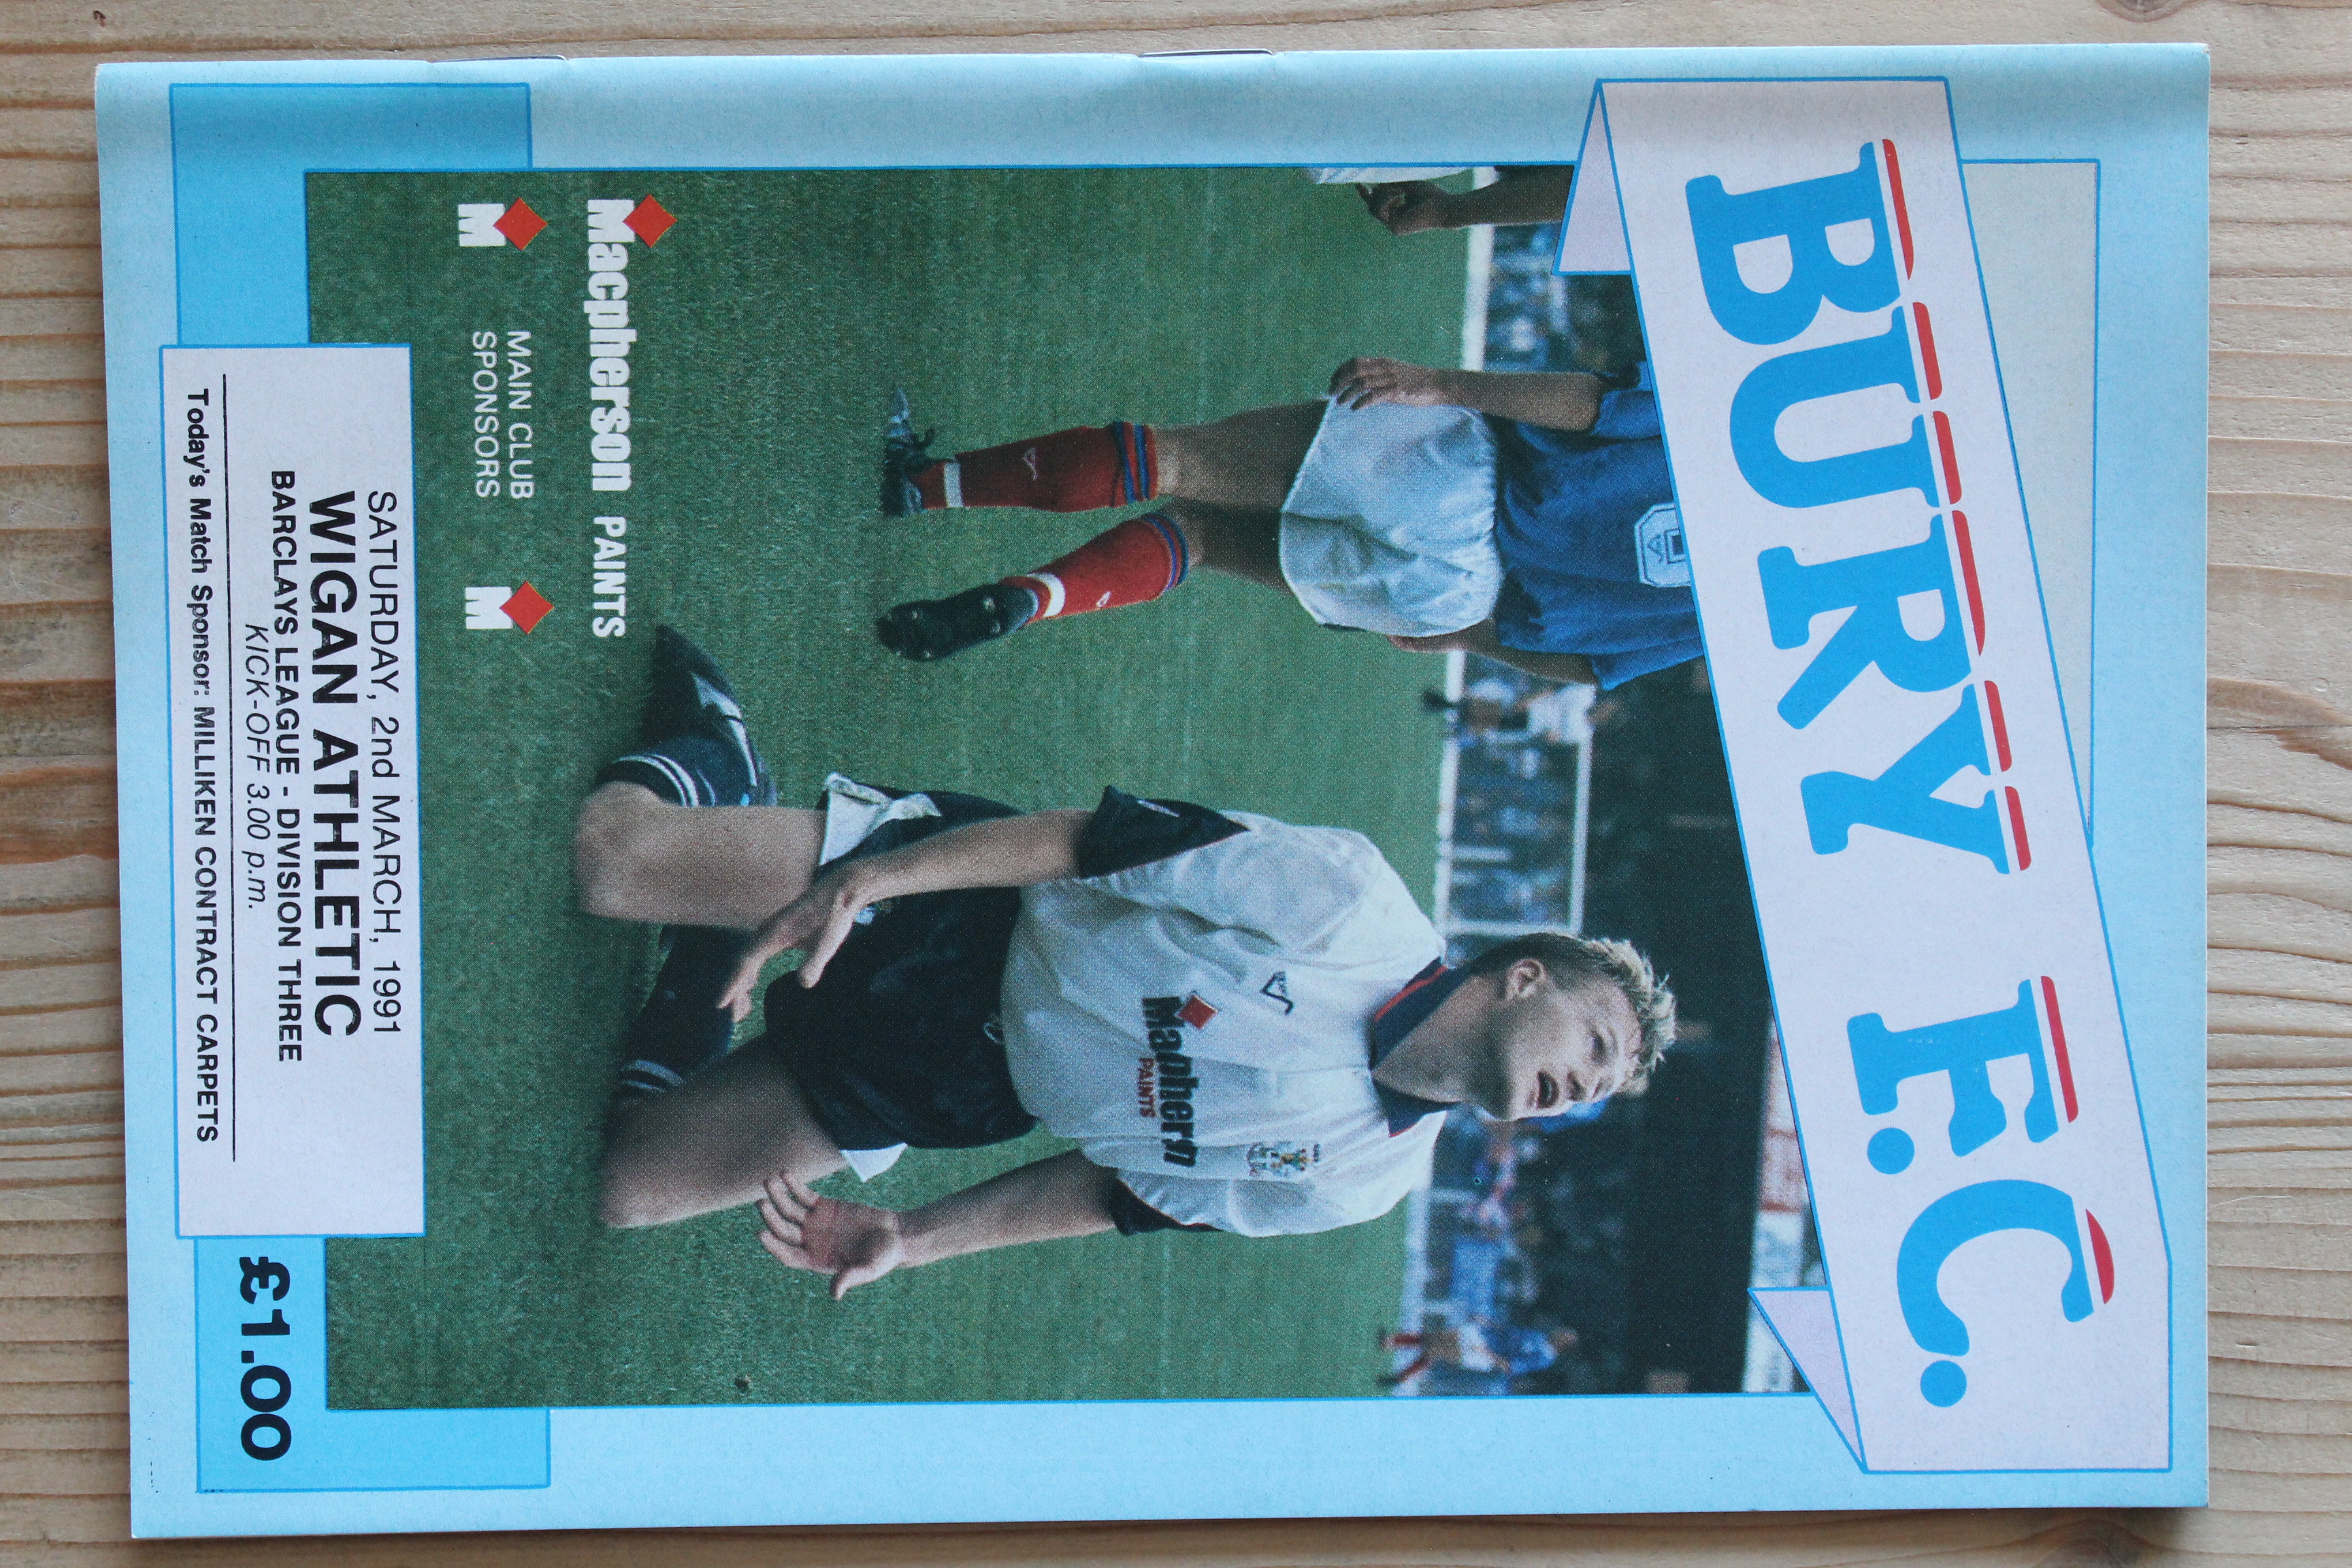 BURY F.C.
Macpherson
PAINTS
Macpherson PAINTS
M MAIN CLUB M
SPONSORS
SATURDAY, 2nd MARCH, 1991
WIGAN ATHLETIC
BARCLAYS LEAGUE - DIVISION THREE
KICK-OFF 3.00 p.m.
Today's Match Sponsor: MILLIKEN CONTRACT CARPETS
£1.00